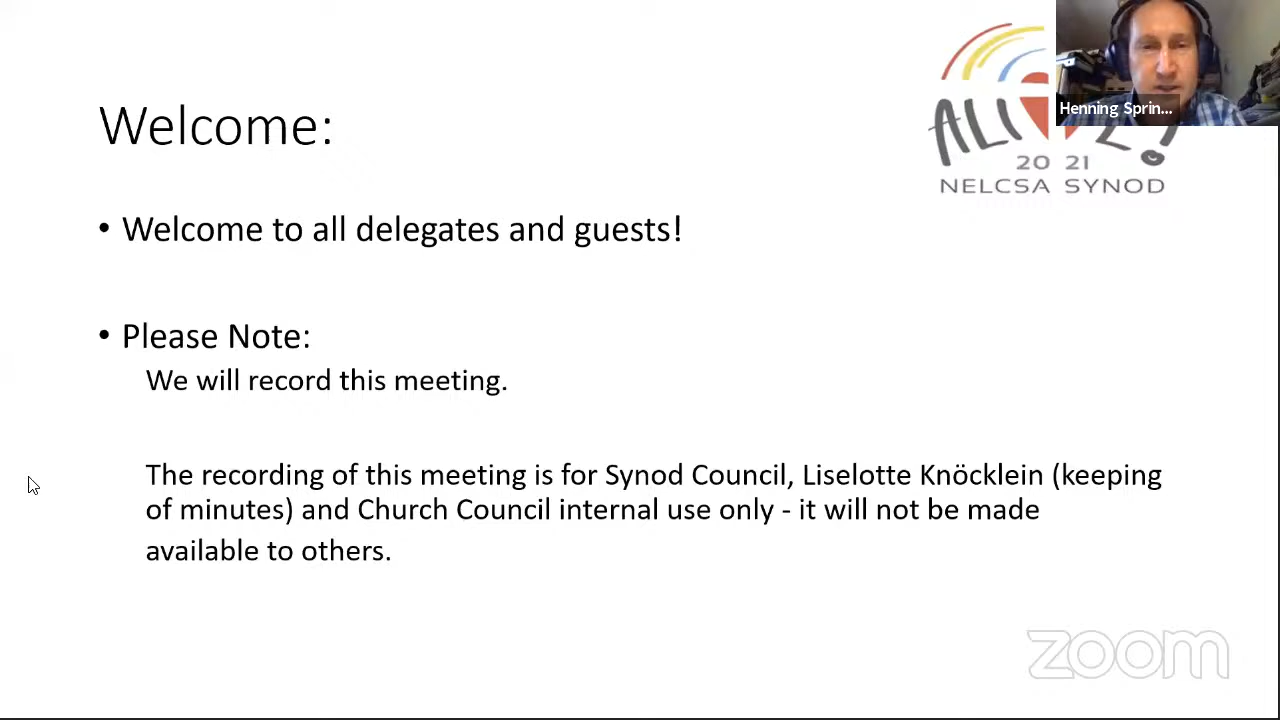 Welcome:
Henning Sprin...
ALIVE!
20 21
NELCSA SYNOD
• Welcome to all delegates and guests!
• Please Note:
We will record this meeting.
The recording of this meeting is for Synod Council, Liselotte Knöcklein (keeping
of minutes) and Church Council internal use only - it will not be made
available to others.
zoom